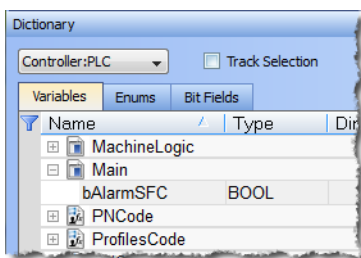 Dictionary
Controller:PLC Track Selection
Variables Enums Bit Fields
Name Type Dir
MachineLogic
Main
bAlarmSFC BOOL
PNCode
ProfilesCode